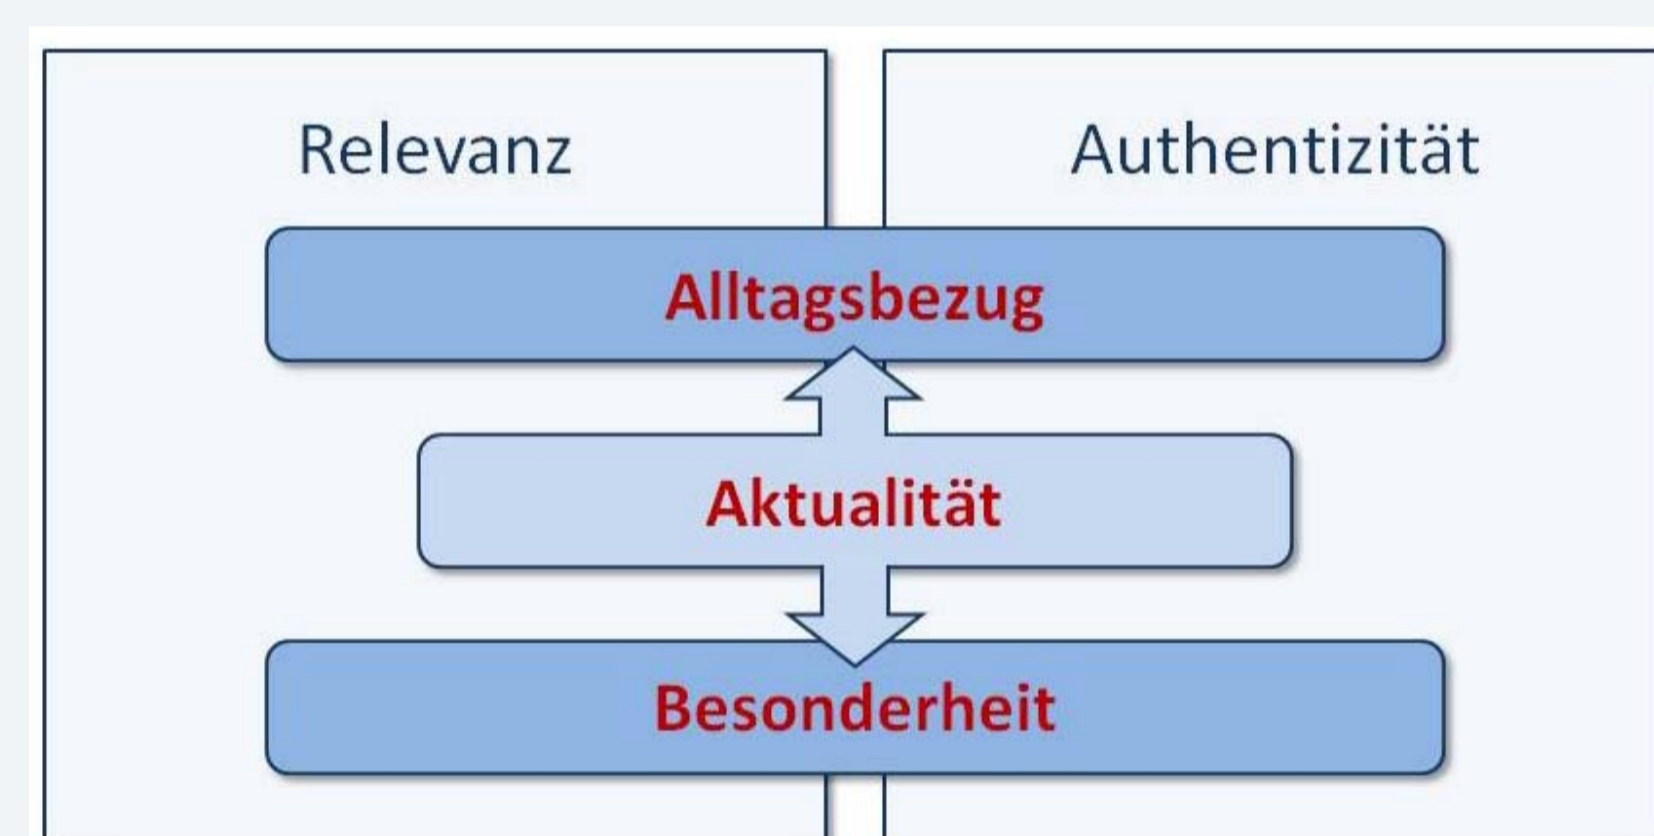 Relevanz
Authentizität
Alltagsbezug
Aktualität
Besonderheit